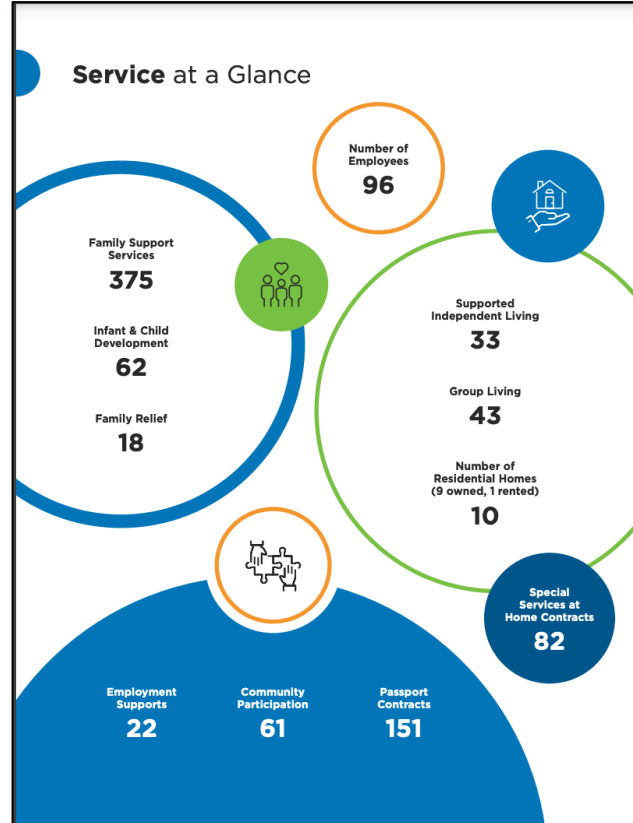 Service at a Glance
Number of
Employees
96
Family Support
Services
375
Infant & Child
Development
62
Family Relief
18
Supported
Independent Living
33
Group Living
43
Number of
Residential Homes
(9 owned, 1 rented)
10
Special
Services at
Home Contracts
82
Employment
Supports
22
Community
Participation
61
Passport
Contracts
151